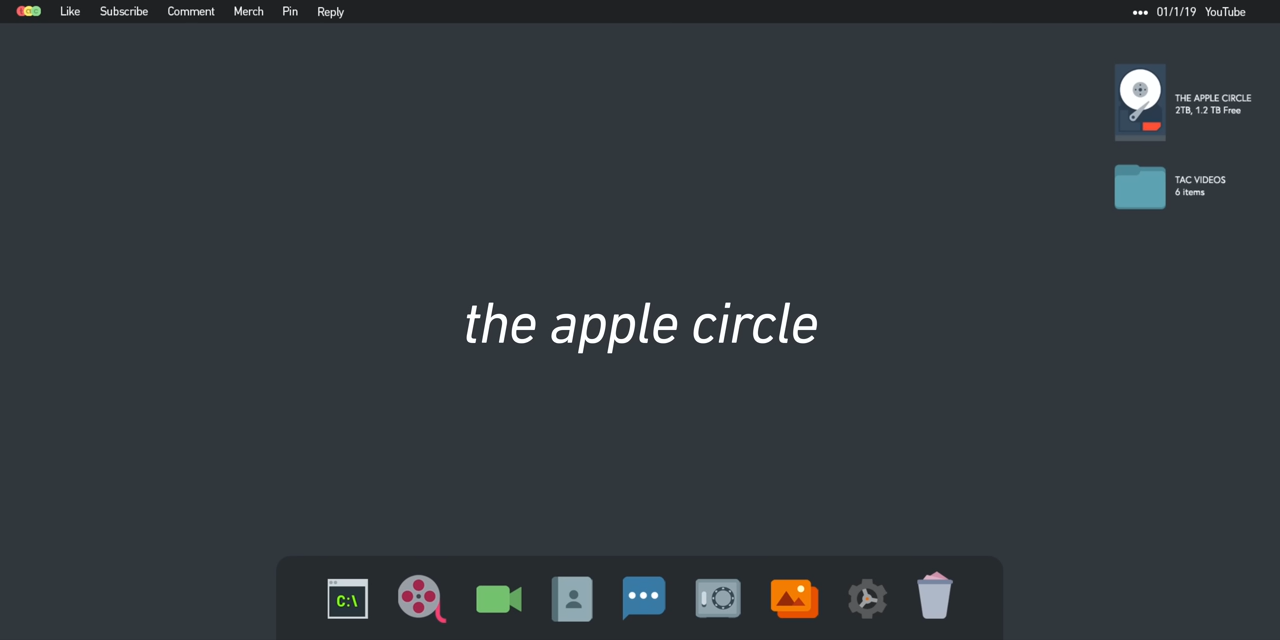 tac Like Subscribe Comment Merch Pin Reply
••• 01/1/19 YouTube
THE APPLE CIRCLE
2TB, 1.2 TB Free
TAC VIDEOS
6 items
the apple circle
C:\